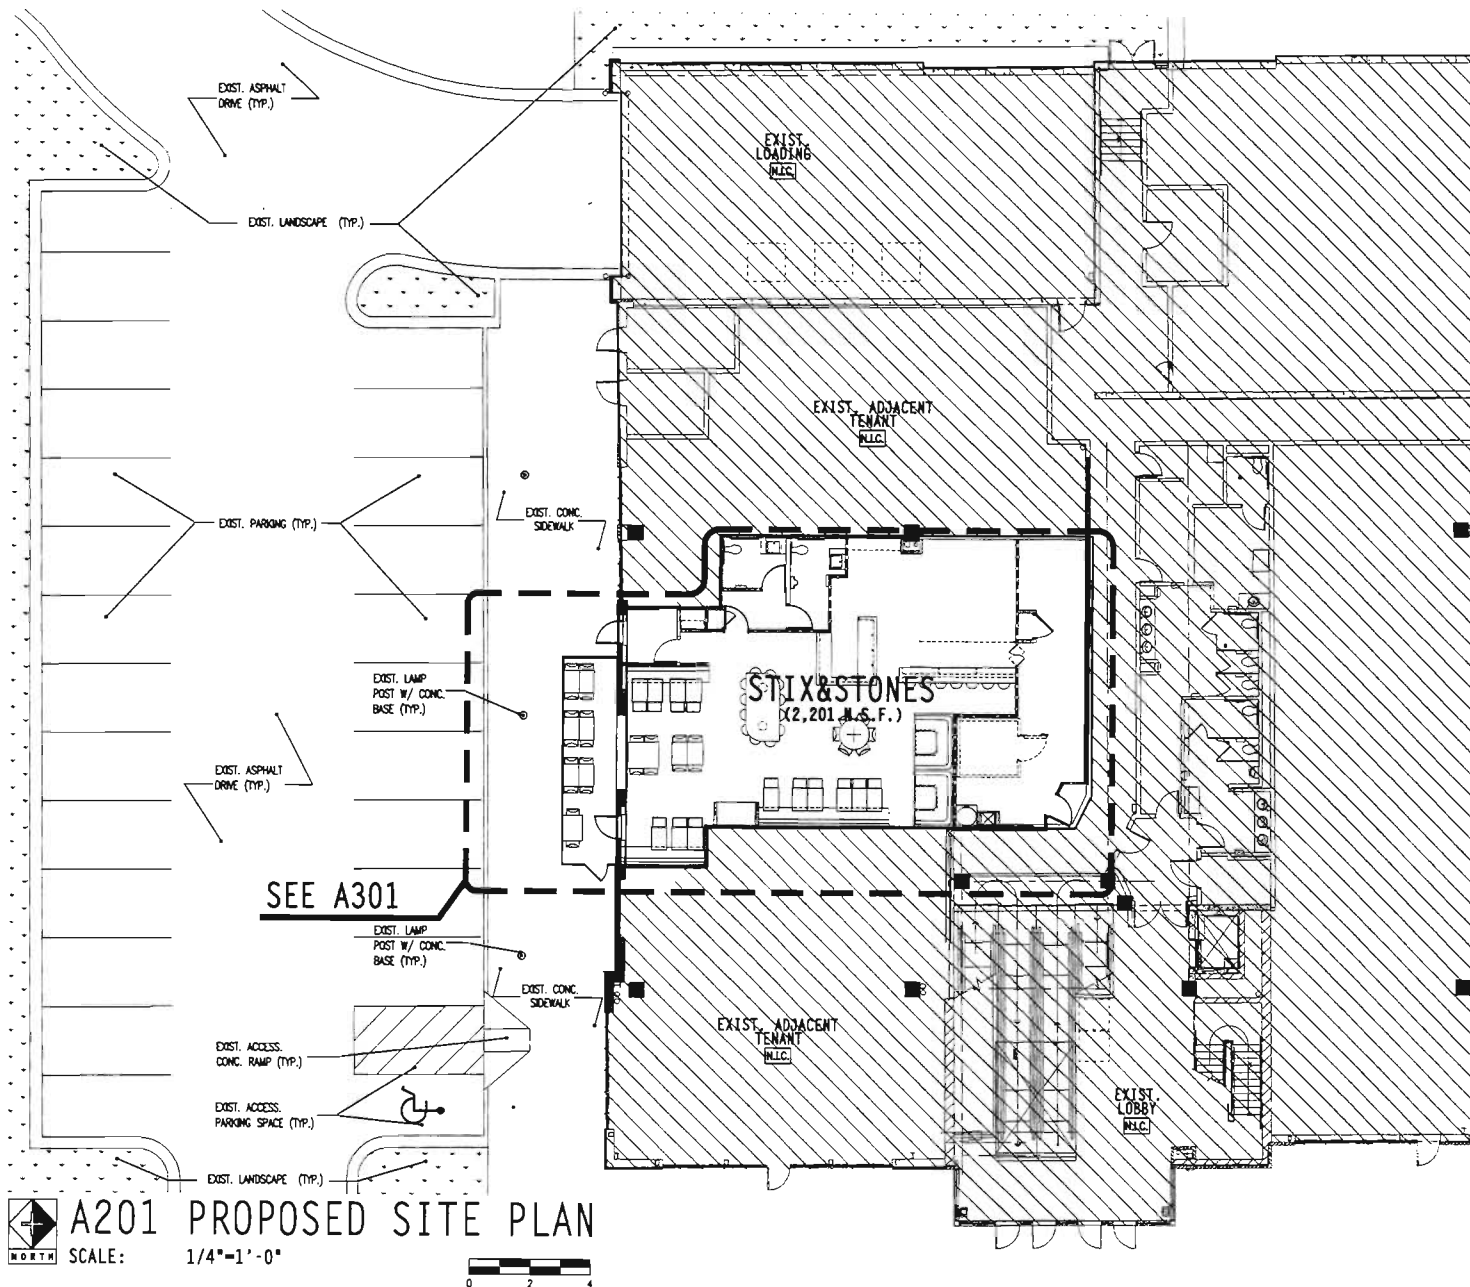 EXIST. ASPHALT
DRIVE (TYP.)
EXIST.
LOADING
N.I.C.
EXIST. LANDSCAPE (TYP.)
EXIST. ADJACENT
TENANT
N.I.C.
EXIST. PARKING (TYP.)
EXIST. CONC.
SIDEWALK
EXIST. LAMP
POST W/ CONC.
BASE (TYP.)
STIX&STONES
(2,201 N.S.F.)
EXIST. ASPHALT
DRIVE (TYP.)
SEE A301
EXIST. LAMP
POST W/ CONC.
BASE (TYP.)
EXIST. CONC.
SIDEWALK
EXIST. ADJACENT
TENANT
N.I.C.
EXIST. ACCESS.
CONC. RAMP (TYP.)
EXIST. ACCESS.
PARKING SPACE (TYP.)
EXIST.
LOBBY
N.I.C.
EXIST. LANDSCAPE (TYP.)
A201 PROPOSED SITE PLAN
NORTH
SCALE: 1/4"=1'-0"
0 2 4